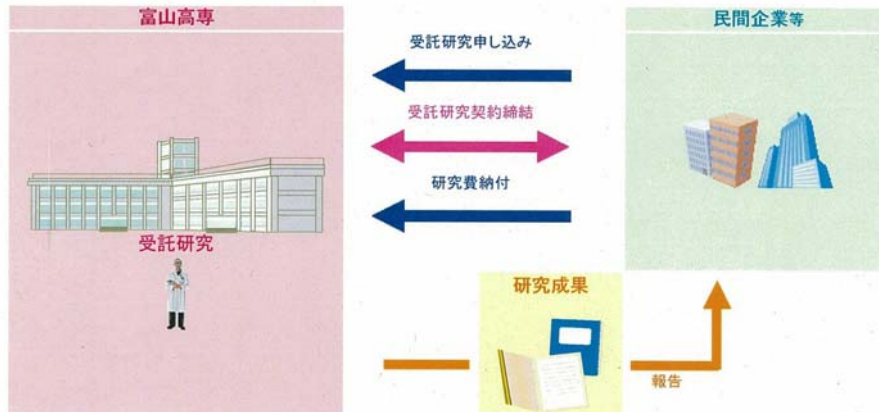 富山高専
民間企業等
受託研究申し込み
受託研究契約締結
研究費納付
受託研究
研究成果
報告